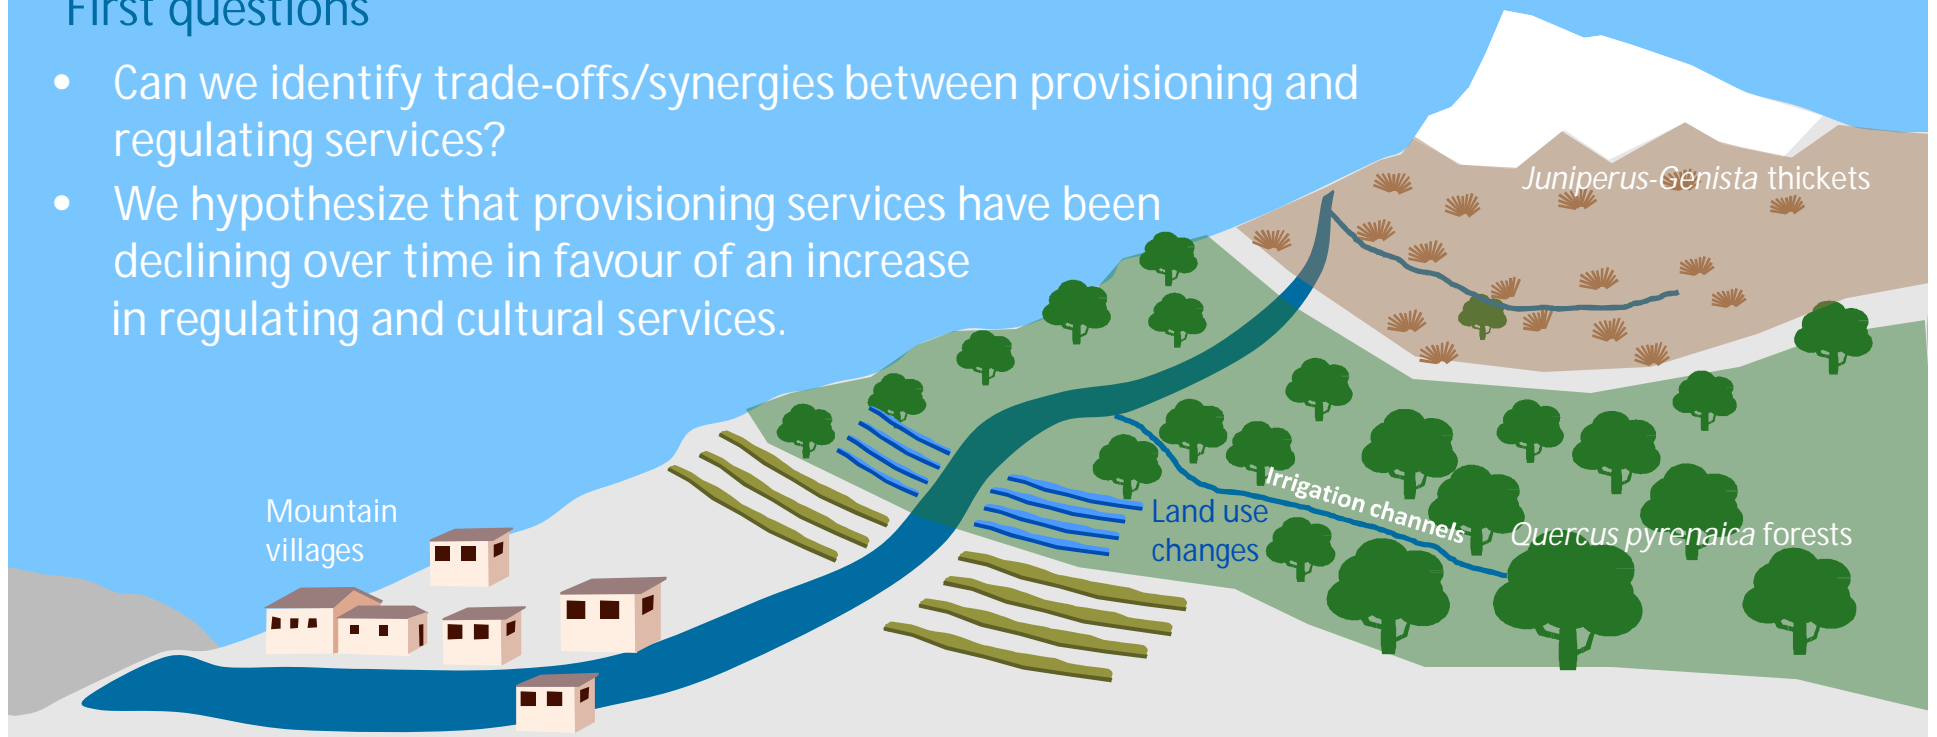 First questions
• Can we identify trade-offs/synergies between provisioning and
regulating services?
• We hypothesize that provisioning services have been
declining over time in favour of an increase
in regulating and cultural services.
Juniperus-Genista thickets
Irrigation channels
Mountain
villages
Land use
changes
Quercus pyrenaica forests